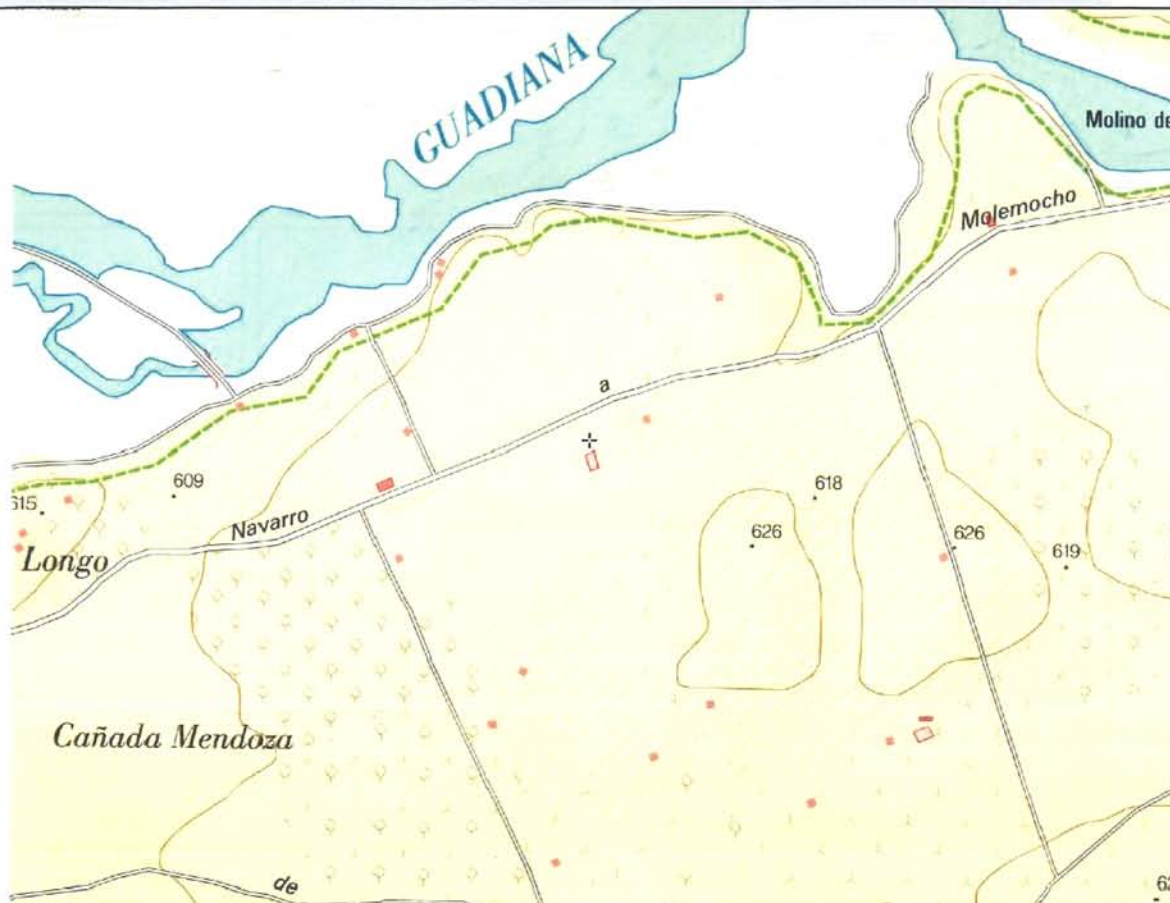 GUADIANA
Molino de
Molemocho
a
609
615
618
Navarro
626
626
619
Longo
Cañada Mendoza
de